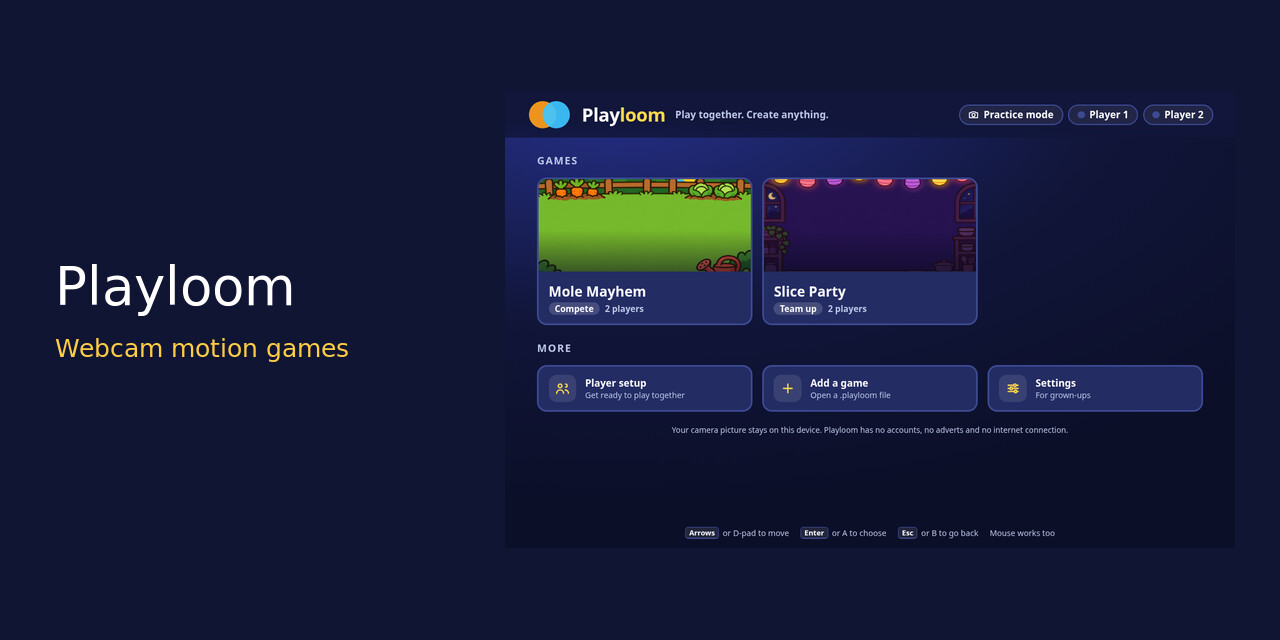 Playloom
Webcam motion games
Playloom Play together. Create anything.
Practice mode
Player 1
Player 2
GAMES
Mole Mayhem
Compete 2 players
Slice Party
Team up 2 players
MORE
Player setup
Get ready to play together
Add a game
Open a .playloom file
Settings
For grown-ups
Your camera picture stays on this device. Playloom has no accounts, no adverts and no internet connection.
Arrows or D-pad to move Enter or A to choose Esc or B to go back Mouse works too